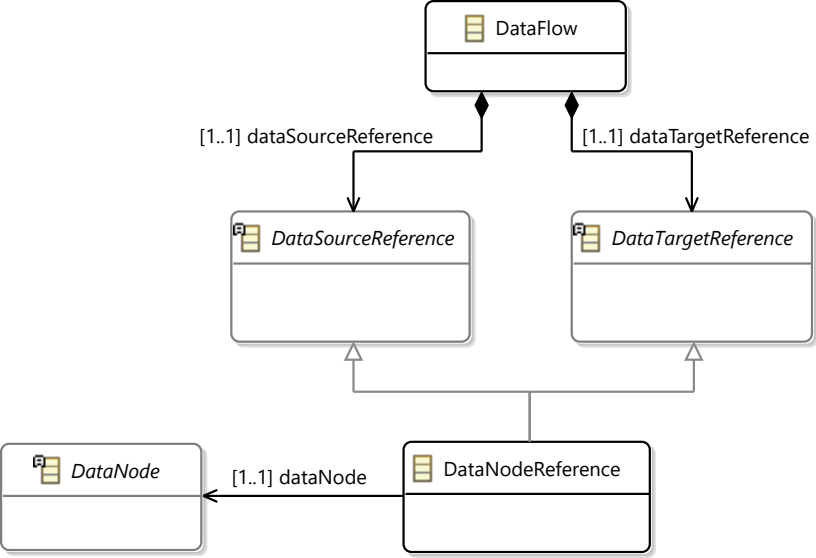 DataFlow
[1..1] dataSourceReference
[1..1] dataTargetReference
DataSourceReference
DataTargetReference
DataNode
[1..1] dataNode
DataNodeReference